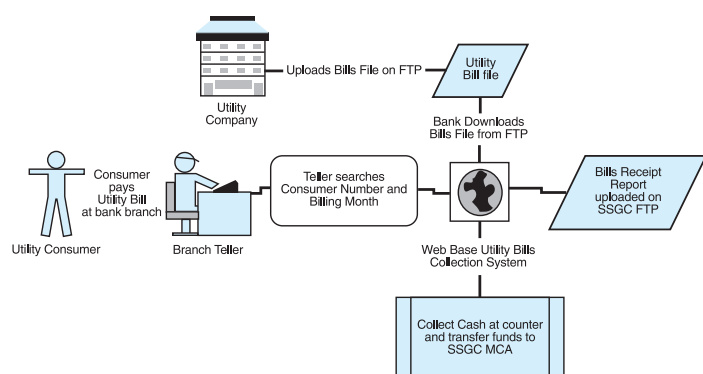 Uploads Bills File on FTP
Utility
Bill file
Utility
Company
Bank Downloads
Bills File from FTP
Consumer
pays
Utility Bill
at bank branch
Teller searches
Consumer Number and
Billing Month
Bills Receipt
Report
uploaded on
SSGC FTP
Utility Consumer
Branch Teller
Web Base Utility Bills
Collection System
Collect Cash at counter
and transfer funds to
SSGC MCA